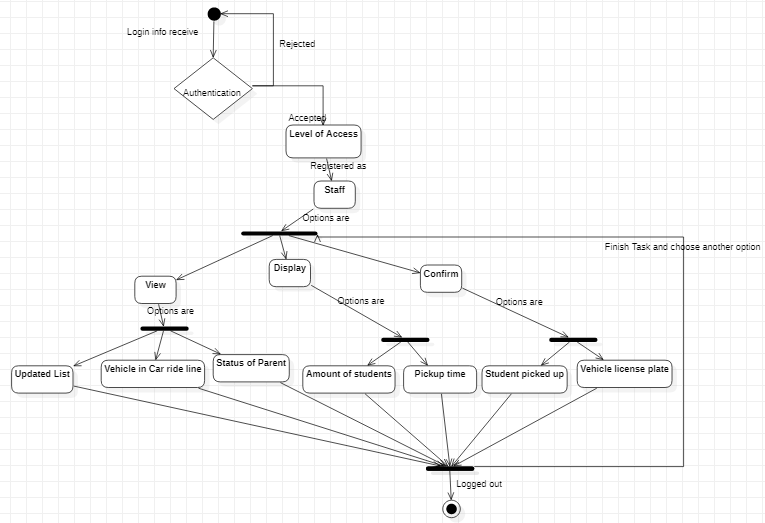 Login info receive
Rejected
Authentication
Accepted
Level of Access
Registered as
Staff
Options are
Finish Task and choose another option
Display
Confirm
View
Options are
Options are
Options are
Updated List
Vehicle in Car ride line
Status of Parent
Amount of students
Pickup time
Student picked up
Vehicle license plate
Logged out